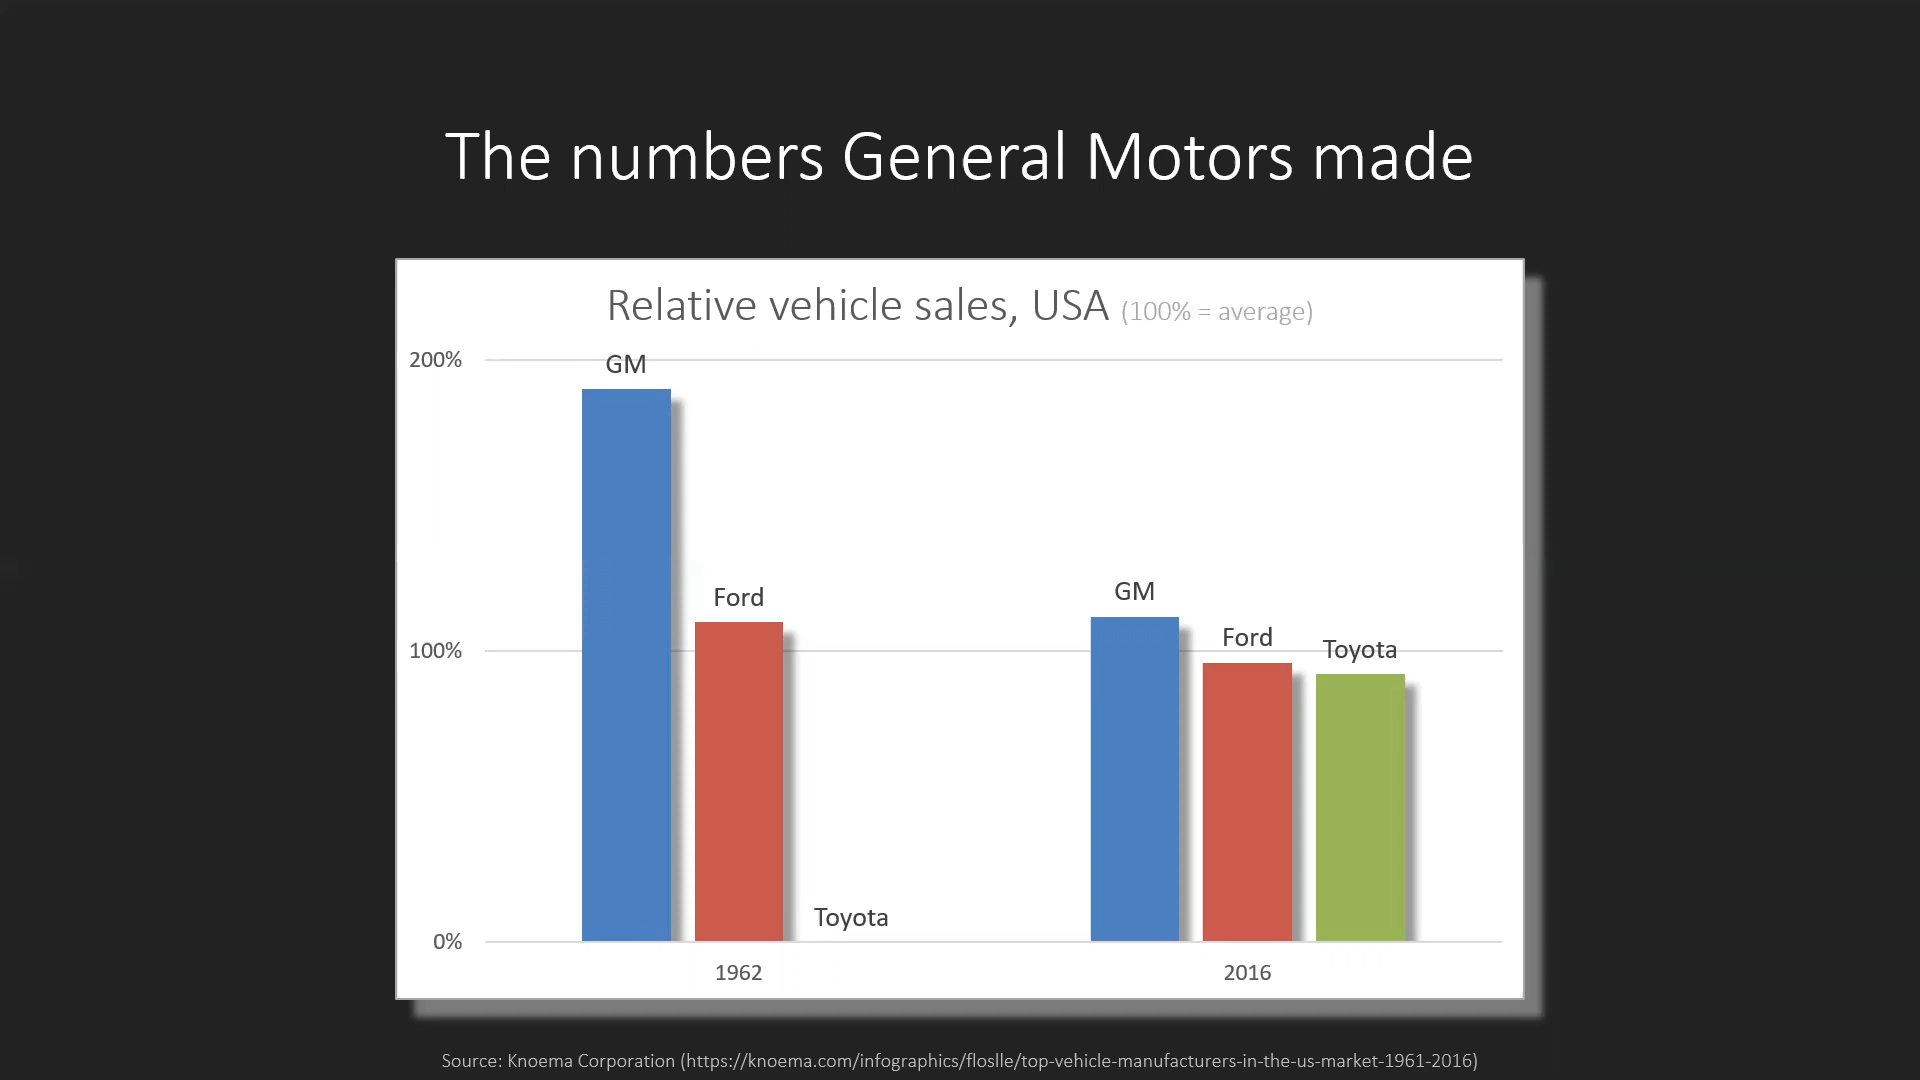 The numbers General Motors made
Relative vehicle sales, USA (100% = average)
200%
GM
Ford
GM
Ford
100%
Toyota
Toyota
0%
1962
2016
Source: Knoema Corporation (https://knoema.com/infographics/floslle/top-vehicle-manufacturers-in-the-us-market-1961-2016)